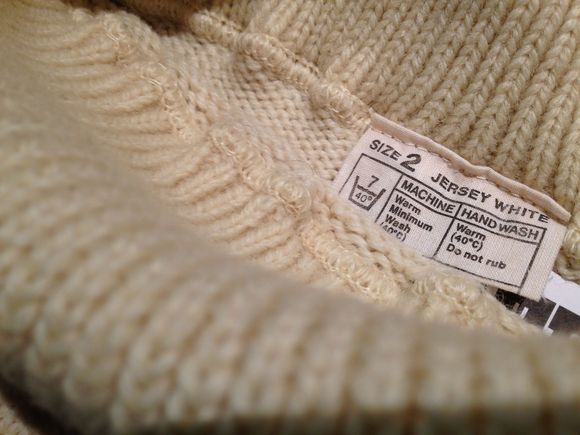 SIZE 2 JERSEY WHITE
7
40°
MACHINE
Warm
Minimum
Wash
(40°C)
HAND WASH
Warm
(40°C)
Do not rub